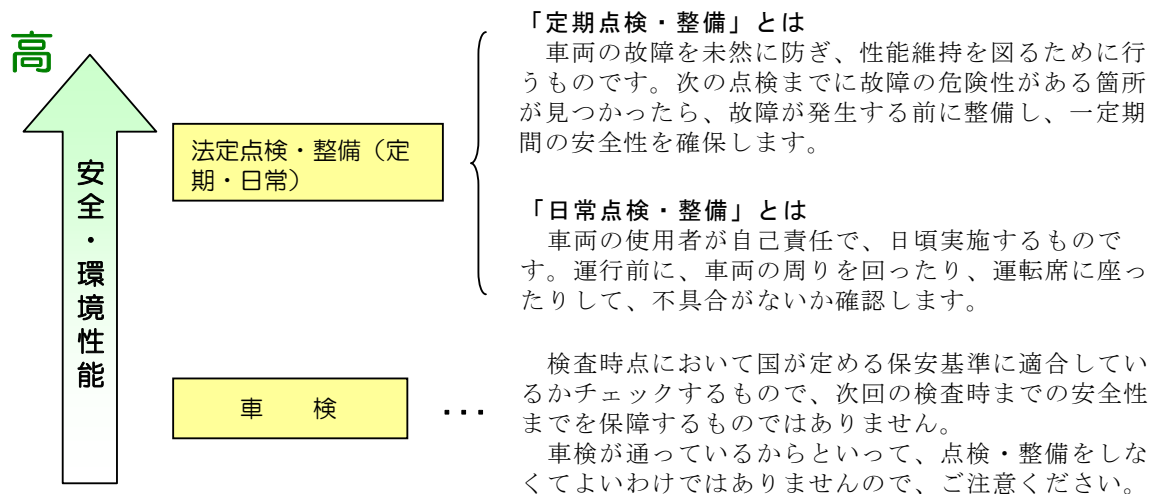 高
安全・環境性能
法定点検・整備（定
期・日常）
「定期点検・整備」とは
車両の故障を未然に防ぎ、性能維持を図るために行
うものです。次の点検までに故障の危険性がある箇所
が見つかったら、故障が発生する前に整備し、一定期
間の安全性を確保します。
「日常点検・整備」とは
車両の使用者が自己責任で、日頃実施するもので
す。運行前に、車両の周りを回ったり、運転席に座っ
たりして、不具合がないか確認します。
車　検
・・・
検査時点において国が定める保安基準に適合してい
るかチェックするもので、次回の検査時までの安全性
までを保障するものではありません。
車検が通っているからといって、点検・整備をしな
くてよいわけではありませんので、ご注意ください。